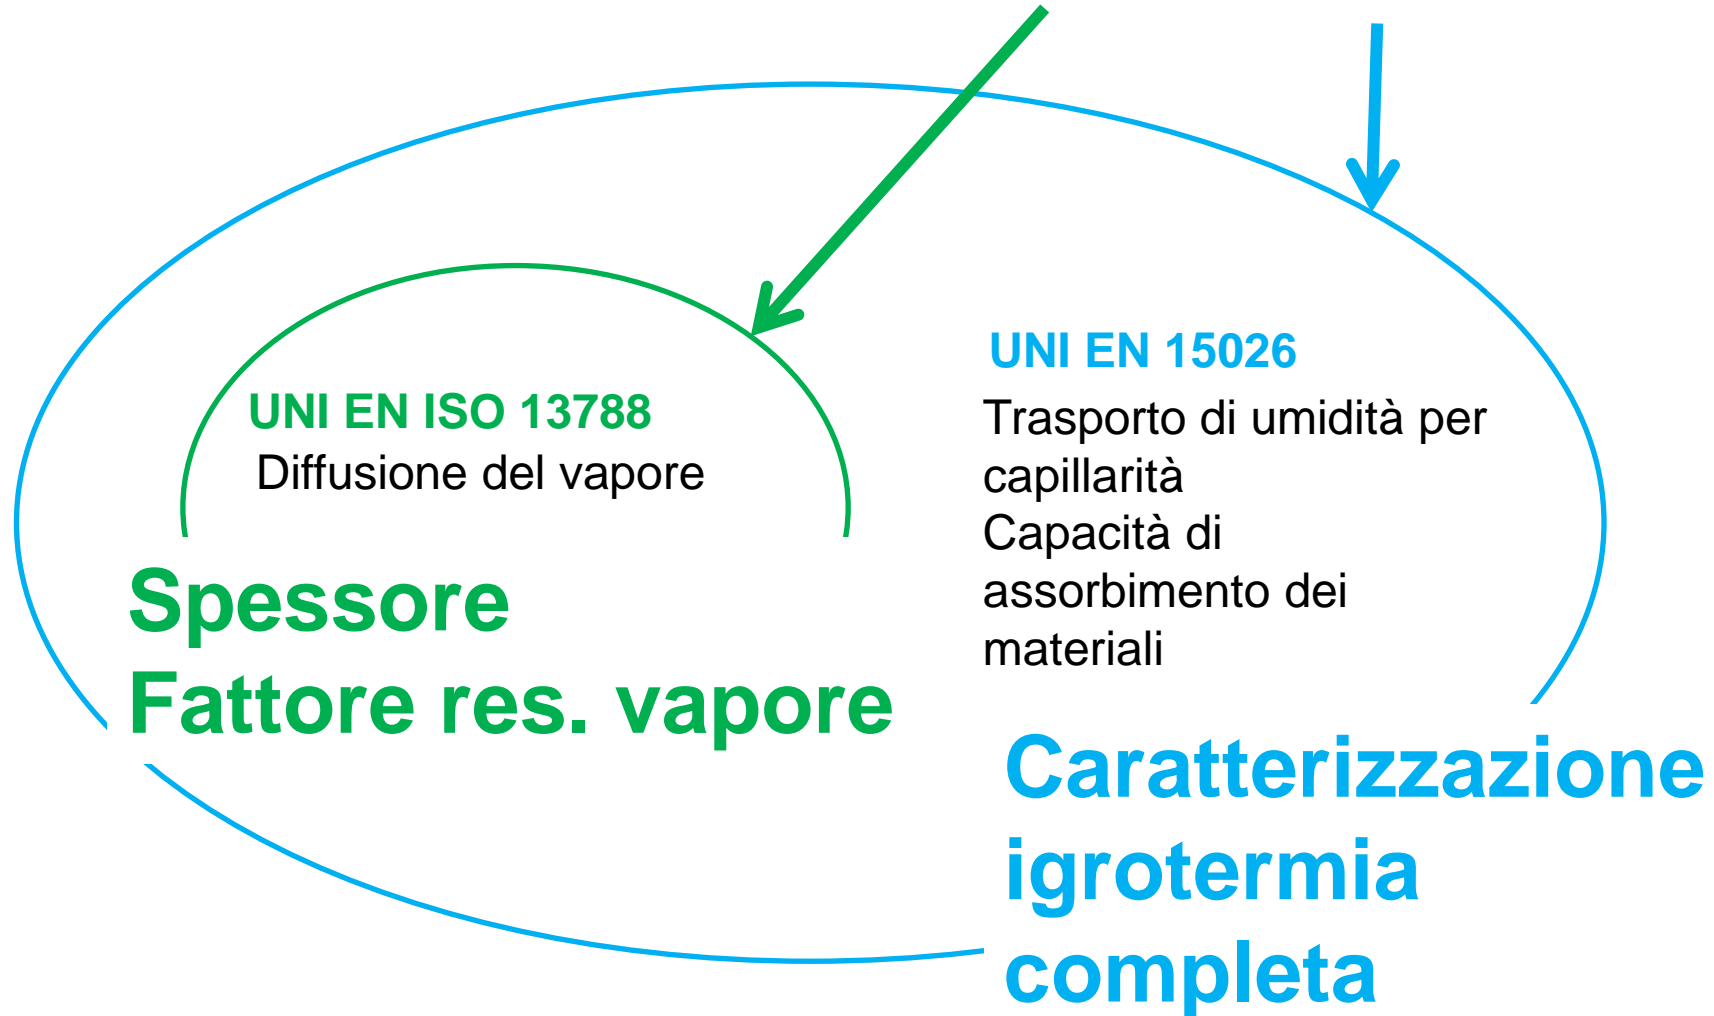 UNI EN ISO 13788
Diffusione del vapore
Spessore
Fattore res. vapore
UNI EN 15026
Trasporto di umidità per
capillarità
Capacità di
assorbimento dei
materiali
Caratterizzazione
igrotermia
completa